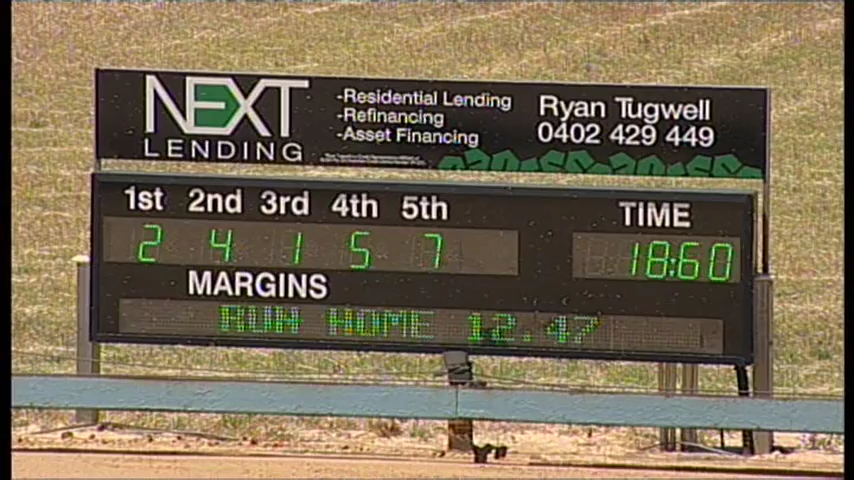 NEXT
LENDING
-Residential Lending
-Refinancing
-Asset Financing
Ryan Tugwell
0402 429 449
1st 2nd 3rd 4th 5th TIME
2 4 1 5 7 18:60
MARGINS
RUN HOME 12.47